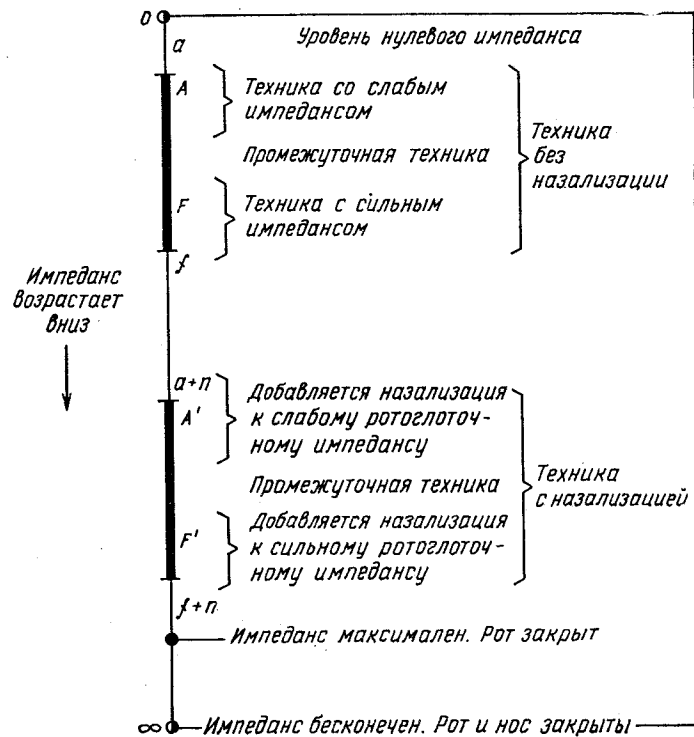 0
Уровень нулевого импеданса
a
A
Техника со слабым
импедансом
Промежуточная техника
Техника
без
назализации
F
Техника с сильным
импедансом
f
Импеданс
возрастает
вниз
a+n
A'
Добавляется назализация
к слабому ротоглоточ-
ному импедансу
Промежуточная техника
Техника
с назализацией
F'
Добавляется назализация
к сильному ротоглоточ-
ному импедансу
f+n
Импеданс максимален. Рот закрыт
∞ Импеданс бесконечен. Рот и нос закрыты